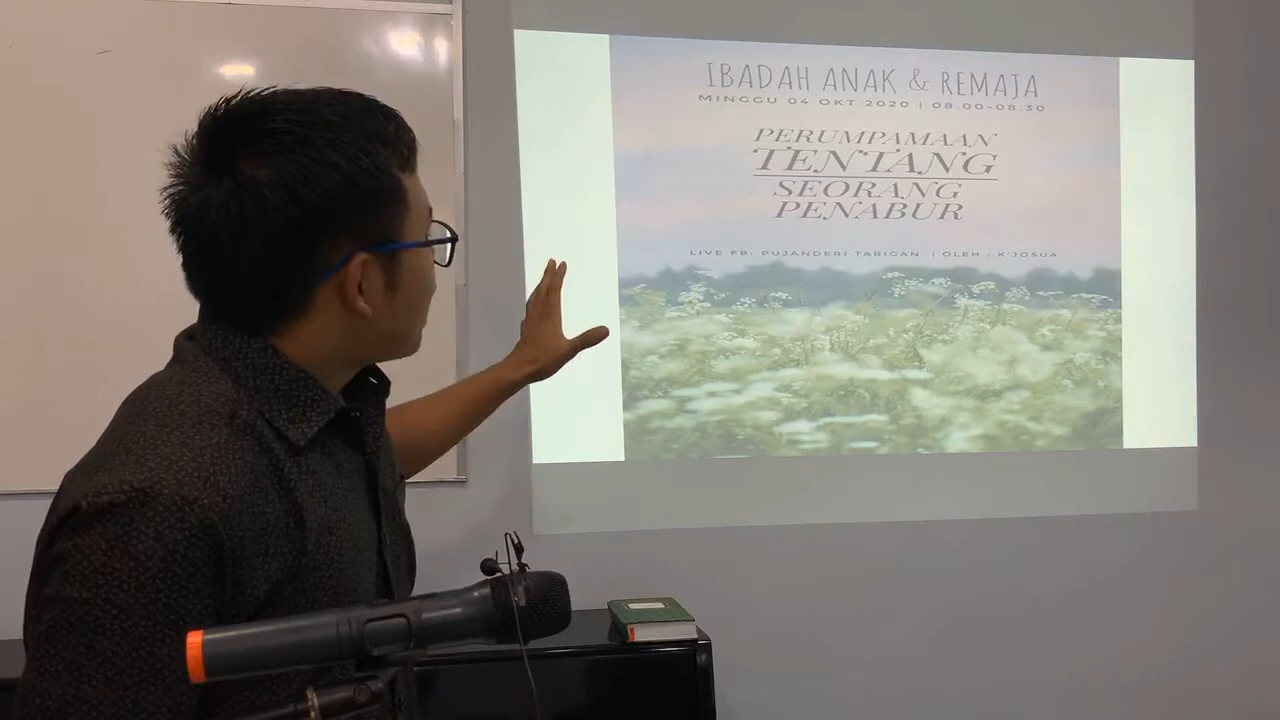 IBADAH ANAK & REMAJA
MINGGU 04 OKT 2020 | 08.00-08.30
PERUMPAMAAN
TENTANG
SEORANG
PENABUR
LIVE FB: PUJANDERI TARIGAN | OLEH : K'JOSUA